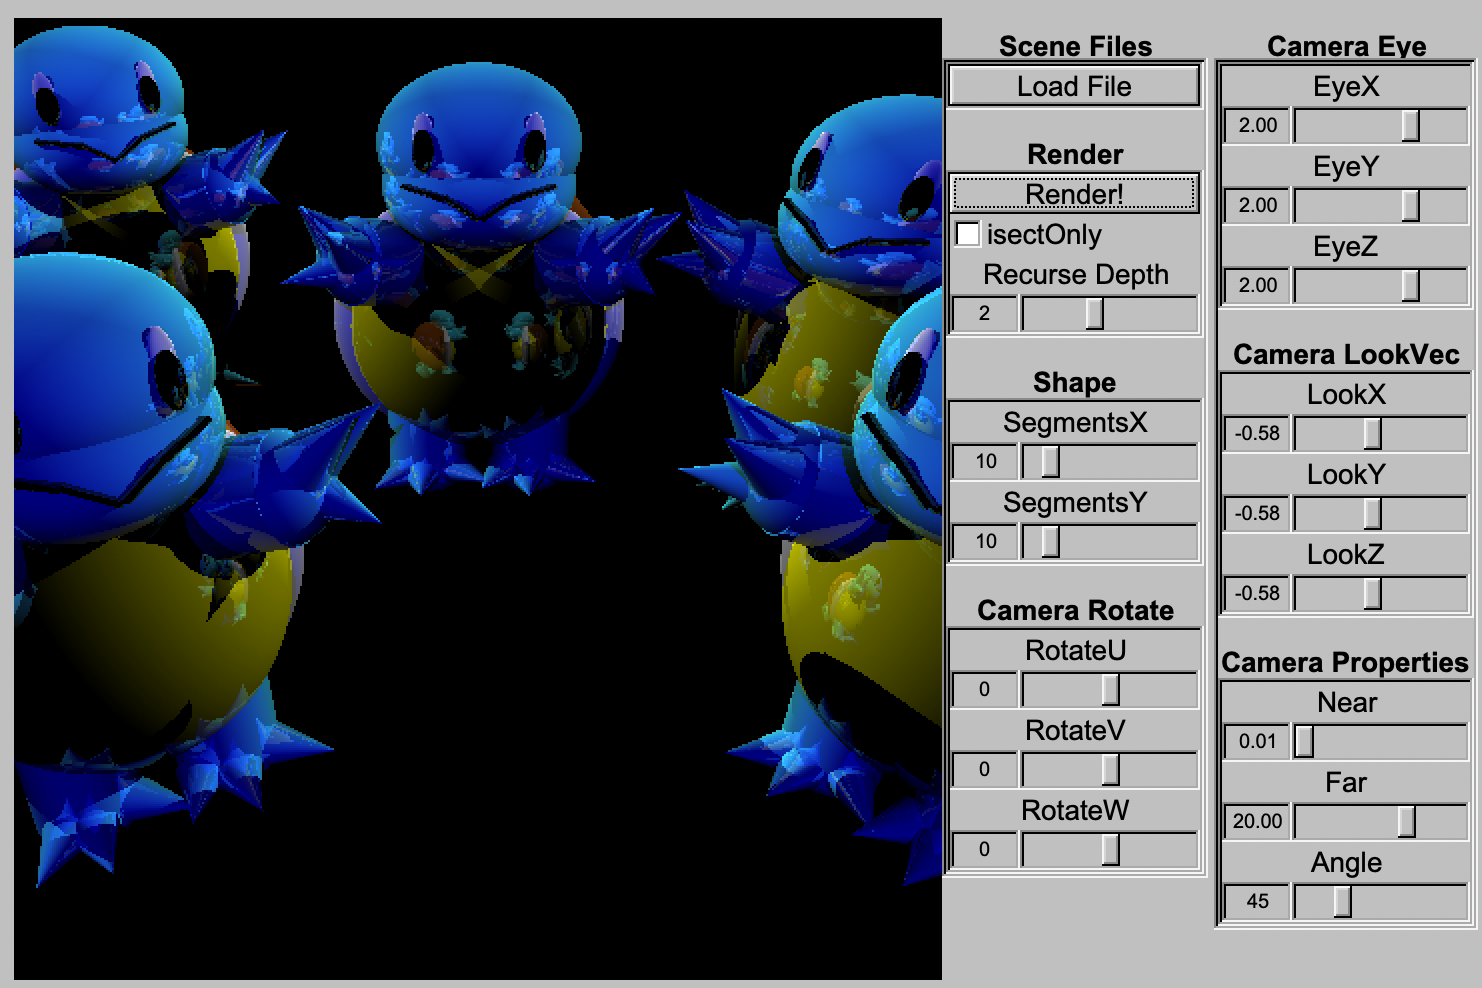 Scene Files
Load File
Render
Render!
isectOnly
Recurse Depth
2
Shape
SegmentsX
10
SegmentsY
10
Camera Rotate
RotateU
0
RotateV
0
RotateW
0
Camera Eye
EyeX
2.00
EyeY
2.00
EyeZ
2.00
Camera LookVec
LookX
-0.58
LookY
-0.58
LookZ
-0.58
Camera Properties
Near
0.01
Far
20.00
Angle
45